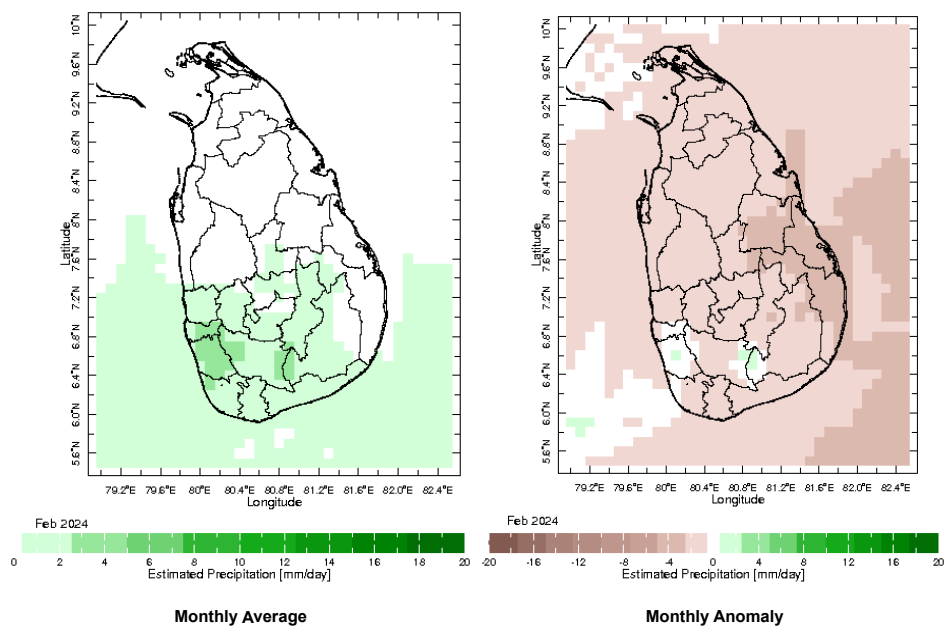 10°N
9.6°N
9.2°N
8.8°N
8.4°N
8°N
7.6°N
7.2°N
6.8°N
6.4°N
6.0°N
5.6°N
Latitude
79.2°E 79.6°E 80°E 80.4°E 80.8°E 81.2°E 81.6°E 82.0°E 82.4°E
Longitude
Feb 2024
0 2 4 6 8 10 12 14 16 18 20
Estimated Precipitation [mm/day]
Monthly Average
10°N
9.6°N
9.2°N
8.8°N
8.4°N
8°N
7.6°N
7.2°N
6.8°N
6.4°N
6.0°N
5.6°N
Latitude
79.2°E 79.6°E 80°E 80.4°E 80.8°E 81.2°E 81.6°E 82.0°E 82.4°E
Longitude
Feb 2024
-20 -16 -12 -8 -4 0 4 8 12 16 20
Estimated Precipitation [mm/day]
Monthly Anomaly